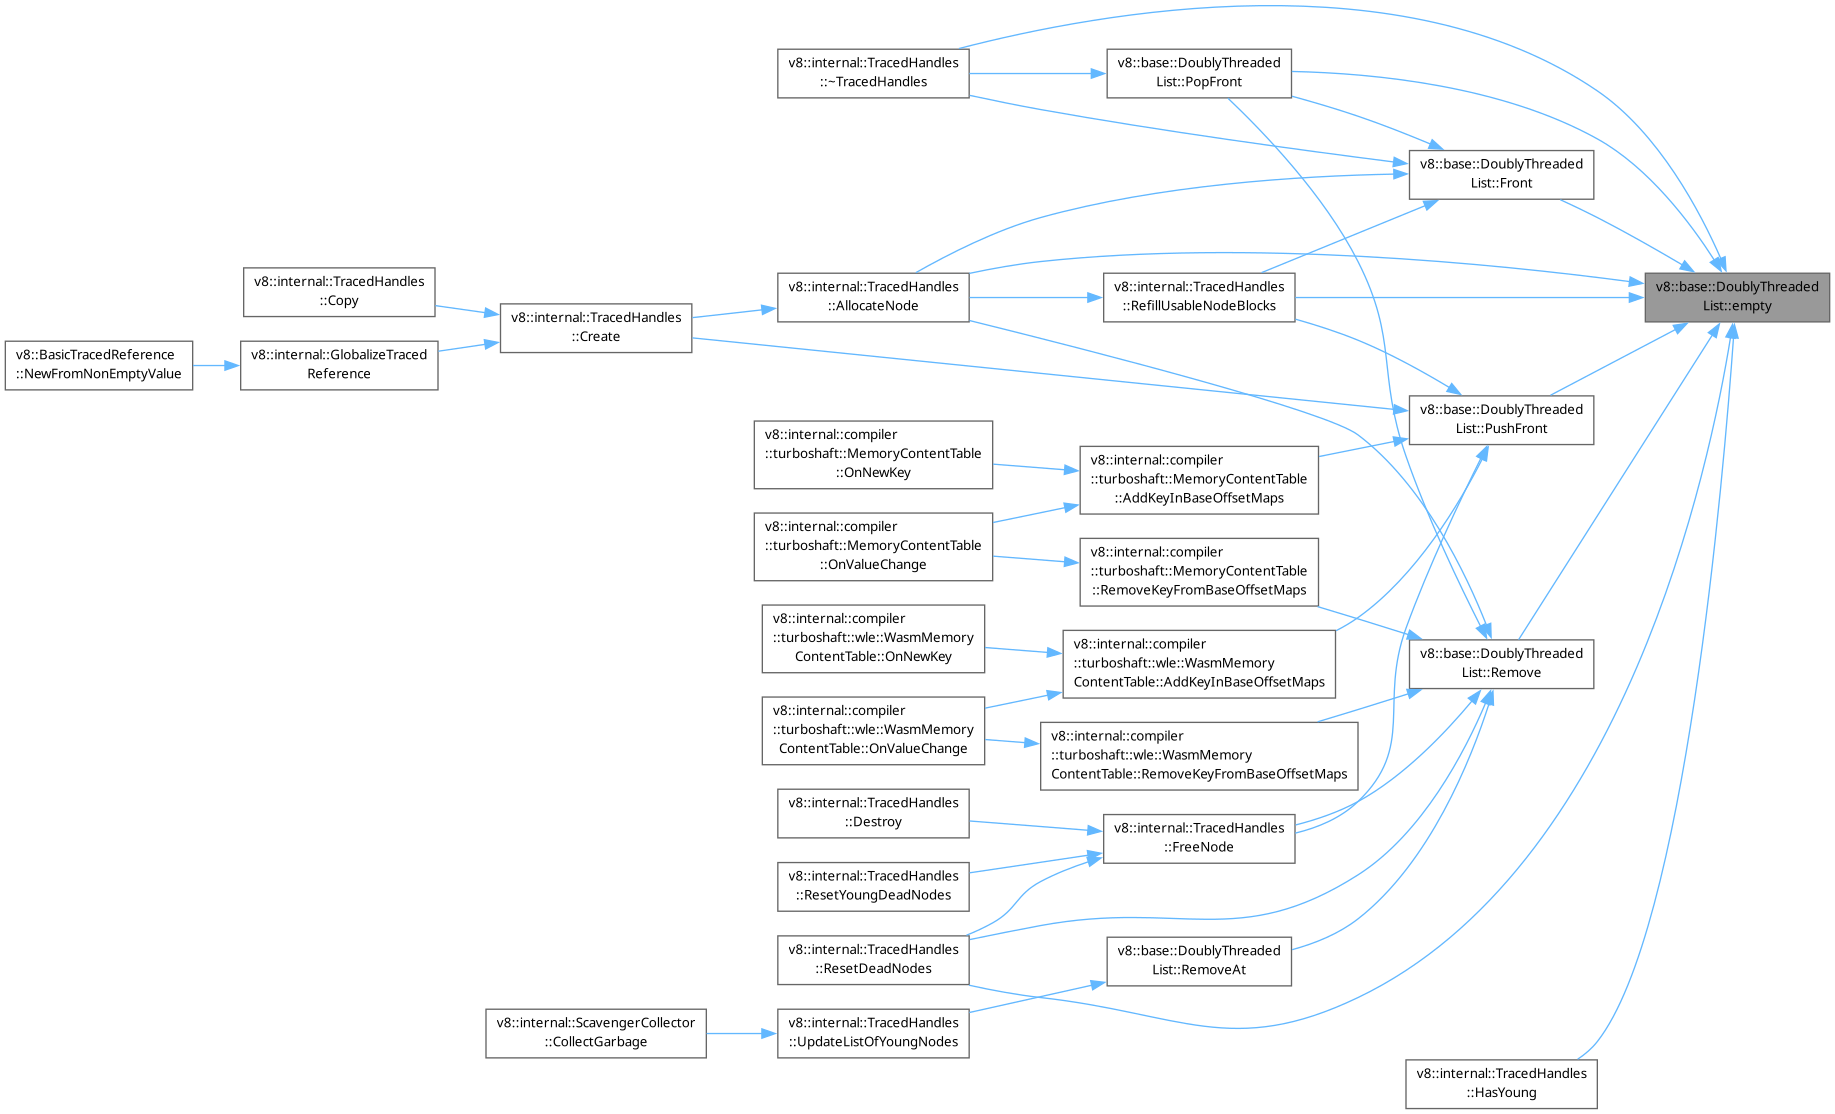 v8::internal::TracedHandles
::~TracedHandles
v8::base::DoublyThreaded
List::PopFront
v8::base::DoublyThreaded
List::Front
v8::internal::TracedHandles
::Copy
v8::internal::TracedHandles
::AllocateNode
v8::internal::TracedHandles
::RefillUsableNodeBlocks
v8::base::DoublyThreaded
List::empty
v8::internal::TracedHandles
::Create
v8::BasicTracedReference
::NewFromNonEmptyValue
v8::internal::GlobalizeTraced
Reference
v8::base::DoublyThreaded
List::PushFront
v8::internal::compiler
::turboshaft::MemoryContentTable
::OnNewKey
v8::internal::compiler
::turboshaft::MemoryContentTable
::AddKeyInBaseOffsetMaps
v8::internal::compiler
::turboshaft::MemoryContentTable
::OnValueChange
v8::internal::compiler
::turboshaft::MemoryContentTable
::RemoveKeyFromBaseOffsetMaps
v8::internal::compiler
::turboshaft::wle::WasmMemory
ContentTable::OnNewKey
v8::internal::compiler
::turboshaft::wle::WasmMemory
ContentTable::AddKeyInBaseOffsetMaps
v8::base::DoublyThreaded
List::Remove
v8::internal::compiler
::turboshaft::wle::WasmMemory
ContentTable::OnValueChange
v8::internal::compiler
::turboshaft::wle::WasmMemory
ContentTable::RemoveKeyFromBaseOffsetMaps
v8::internal::TracedHandles
::Destroy
v8::internal::TracedHandles
::FreeNode
v8::internal::TracedHandles
::ResetYoungDeadNodes
v8::internal::TracedHandles
::ResetDeadNodes
v8::base::DoublyThreaded
List::RemoveAt
v8::internal::ScavengerCollector
::CollectGarbage
v8::internal::TracedHandles
::UpdateListOfYoungNodes
v8::internal::TracedHandles
::HasYoung